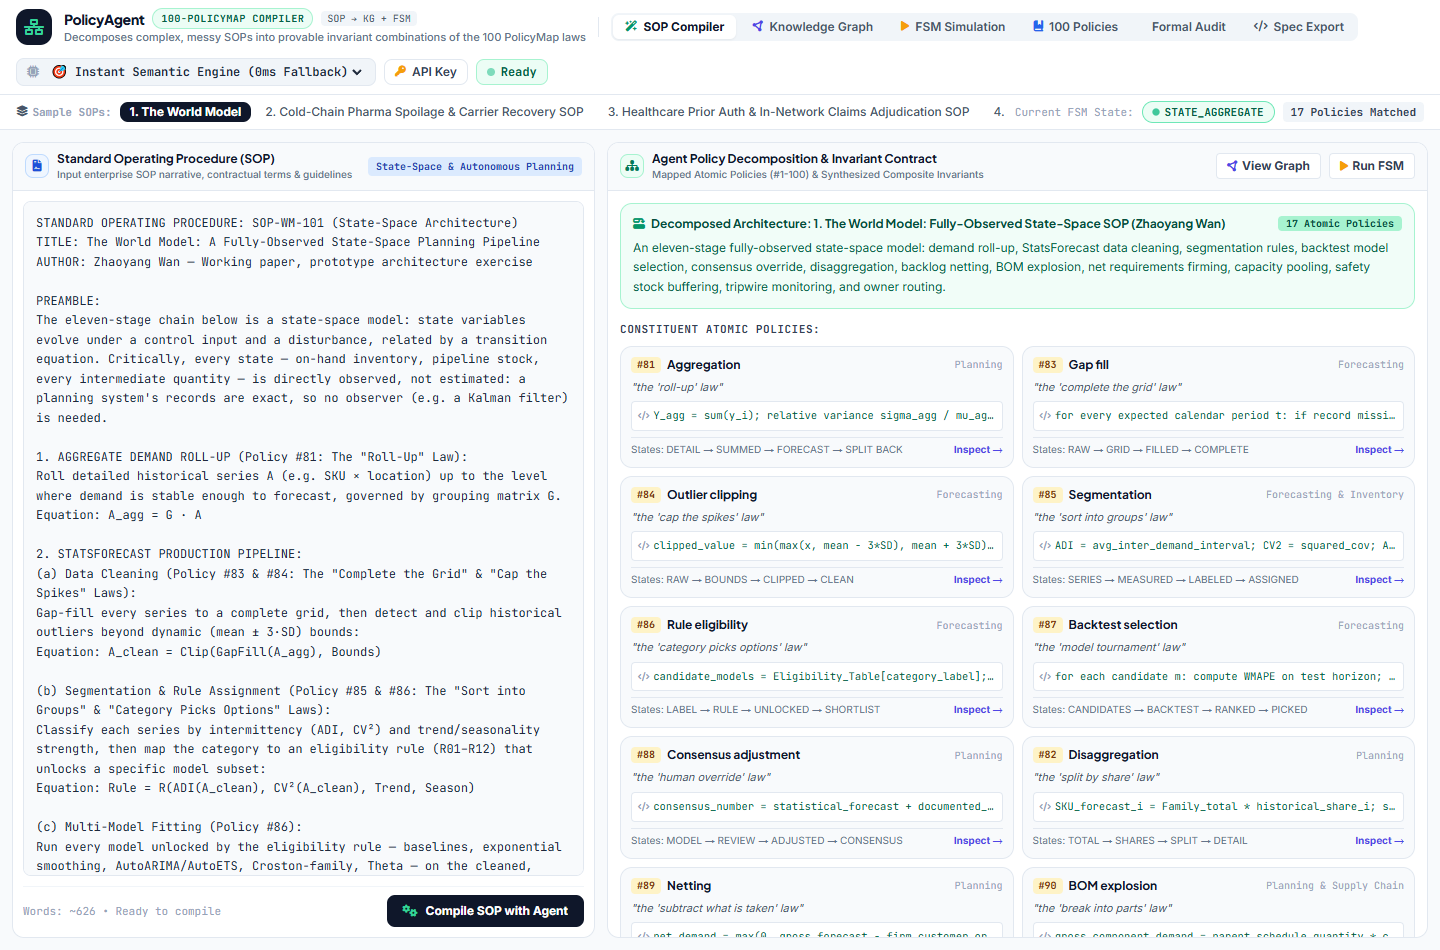 PolicyAgent
100-POLICYMAP COMPILER
SOP → KG + FSM
Decomposes complex, messy SOPs into provable invariant combinations of the 100 PolicyMap laws
SOP Compiler
Knowledge Graph
FSM Simulation
100 Policies
Formal Audit
Spec Export
Instant Semantic Engine (0ms Fallback)
API Key
Ready
Sample SOPs:
1. The World Model
2. Cold-Chain Pharma Spoilage & Carrier Recovery SOP
3. Healthcare Prior Auth & In-Network Claims Adjudication SOP
4.
Current FSM State:
STATE_AGGREGATE
17 Policies Matched
Standard Operating Procedure (SOP)
Input enterprise SOP narrative, contractual terms & guidelines
State-Space & Autonomous Planning
STANDARD OPERATING PROCEDURE: SOP-WM-101 (State-Space Architecture)
TITLE: The World Model: A Fully-Observed State-Space Planning Pipeline
AUTHOR: Zhaoyang Wan — Working paper, prototype architecture exercise
PREAMBLE:
The eleven-stage chain below is a state-space model: state variables
evolve under a control input and a disturbance, related by a transition
equation. Critically, every state — on-hand inventory, pipeline stock,
every intermediate quantity — is directly observed, not estimated: a
planning system's records are exact, so no observer (e.g. a Kalman filter)
is needed.
1. AGGREGATE DEMAND ROLL-UP (Policy #81: The "Roll-Up" Law):
Roll detailed historical series A (e.g. SKU × location) up to the level
where demand is stable enough to forecast, governed by grouping matrix G.
Equation: A_agg = G · A
2. STATSFORECAST PRODUCTION PIPELINE:
(a) Data Cleaning (Policy #83 & #84: The "Complete the Grid" & "Cap the
Spikes" Laws):
Gap-fill every series to a complete grid, then detect and clip historical
outliers beyond dynamic (mean ± 3·SD) bounds:
Equation: A_clean = Clip(GapFill(A_agg), Bounds)
(b) Segmentation & Rule Assignment (Policy #85 & #86: The "Sort into
Groups" & "Category Picks Options" Laws):
Classify each series by intermittency (ADI, CV²) and trend/seasonality
strength, then map the category to an eligibility rule (R01-R12) that
unlocks a specific model subset:
Equation: Rule = R(ADI(A_clean), CV²(A_clean), Trend, Season)
(c) Multi-Model Fitting (Policy #86):
Run every model unlocked by the eligibility rule — baselines, exponential
smoothing, AutoARIMA/AutoETS, Croston-family, Theta — on the cleaned,
Words: ~626 • Ready to compile
Compile SOP with Agent
Agent Policy Decomposition & Invariant Contract
Mapped Atomic Policies (#1-100) & Synthesized Composite Invariants
View Graph
Run FSM
Decomposed Architecture: 1. The World Model: Fully-Observed State-Space SOP (Zhaoyang Wan)
17 Atomic Policies
An eleven-stage fully-observed state-space model: demand roll-up, StatsForecast data cleaning, segmentation rules, backtest model
selection, consensus override, disaggregation, backlog netting, BOM explosion, net requirements firming, capacity pooling, safety
stock buffering, tripwire monitoring, and owner routing.
CONSTITUENT ATOMIC POLICIES:
#81 Aggregation Planning
"the 'roll-up' law"
Y_agg = sum(y_i); relative variance sigma_agg / mu_ag…
States: DETAIL → SUMMED → FORECAST → SPLIT BACK Inspect →
#83 Gap fill Forecasting
"the 'complete the grid' law"
for every expected calendar period t: if record missi…
States: RAW → GRID → FILLED → COMPLETE Inspect →
#84 Outlier clipping Forecasting
"the 'cap the spikes' law"
clipped_value = min(max(x, mean - 3*SD), mean + 3*SD)…
States: RAW → BOUNDS → CLIPPED → CLEAN Inspect →
#85 Segmentation Forecasting & Inventory
"the 'sort into groups' law"
ADI = avg_inter_demand_interval; CV2 = squared_cov; A…
States: SERIES → MEASURED → LABELED → ASSIGNED Inspect →
#86 Rule eligibility Forecasting
"the 'category picks options' law"
candidate_models = Eligibility_Table[category_label];…
States: LABEL → RULE → UNLOCKED → SHORTLIST Inspect →
#87 Backtest selection Forecasting
"the 'model tournament' law"
for each candidate m: compute WMAPE on test horizon; …
States: CANDIDATES → BACKTEST → RANKED → PICKED Inspect →
#88 Consensus adjustment Planning
"the 'human override' law"
consensus_number = statistical_forecast + documented_…
States: MODEL → REVIEW → ADJUSTED → CONSENSUS Inspect →
#82 Disaggregation Planning
"the 'split by share' law"
SKU_forecast_i = Family_total * historical_share_i; s…
States: TOTAL → SHARES → SPLIT → DETAIL Inspect →
#89 Netting Planning
"the 'subtract what is taken' law"
net_demand = max(0, gross_forecast - firm_customer_or…
#90 BOM explosion Planning & Supply Chain
"the 'break into parts' law"
gross_component_demand = parent_schedule_quantity * c…